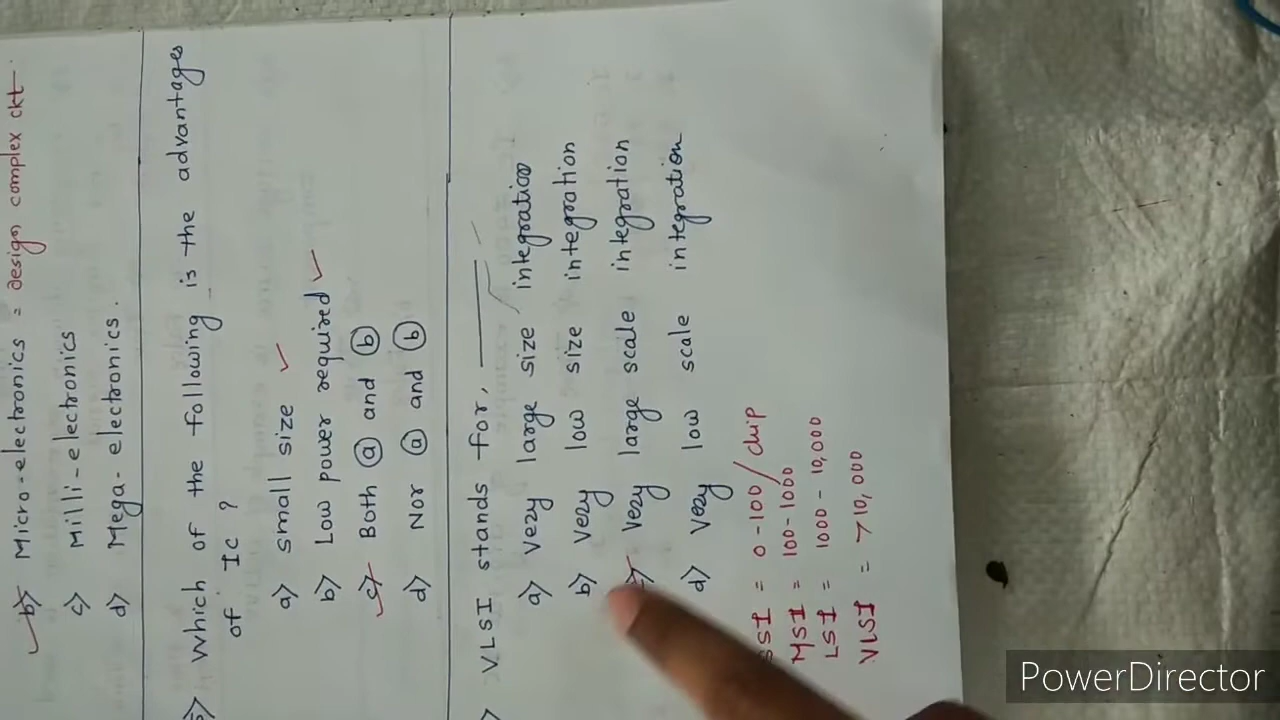 b) Micro-electronics = design complex ckt.
c) Milli-electronics
d) Mega-electronics.
Which of the following is the advantages
of IC ?
a) small size ✓
b) Low power required ✓
c) Both ⓐ and ⓑ
d) Nor ⓐ and ⓑ
VLSI stands for, ____
a) Very large size integration
b) Very low size integration
c) Very large scale integration
d) Very low scale integration
SSI = 0-100/chip
MSI = 100-1000
LSI = 1000-10,000
VLSI = >10,000
PowerDirector